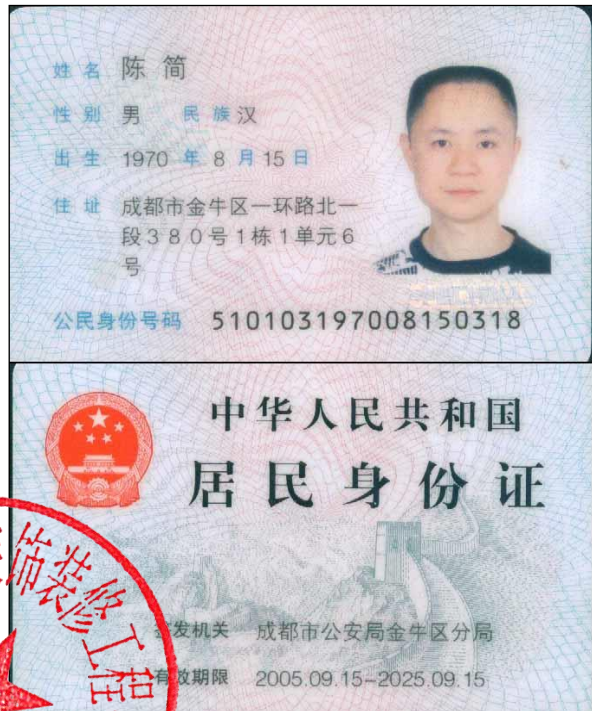 姓名 陈简
性别 男 民族 汉
出生 1970 年 8 月 15 日
住址 成都市金牛区一环路北一
段380号1栋1单元6
号
公民身份号码 510103197008150318
中华人民共和国
居民身份证
签发机关 成都市公安局金牛区分局
有效期限 2005.09.15-2025.09.15
饰装修工程